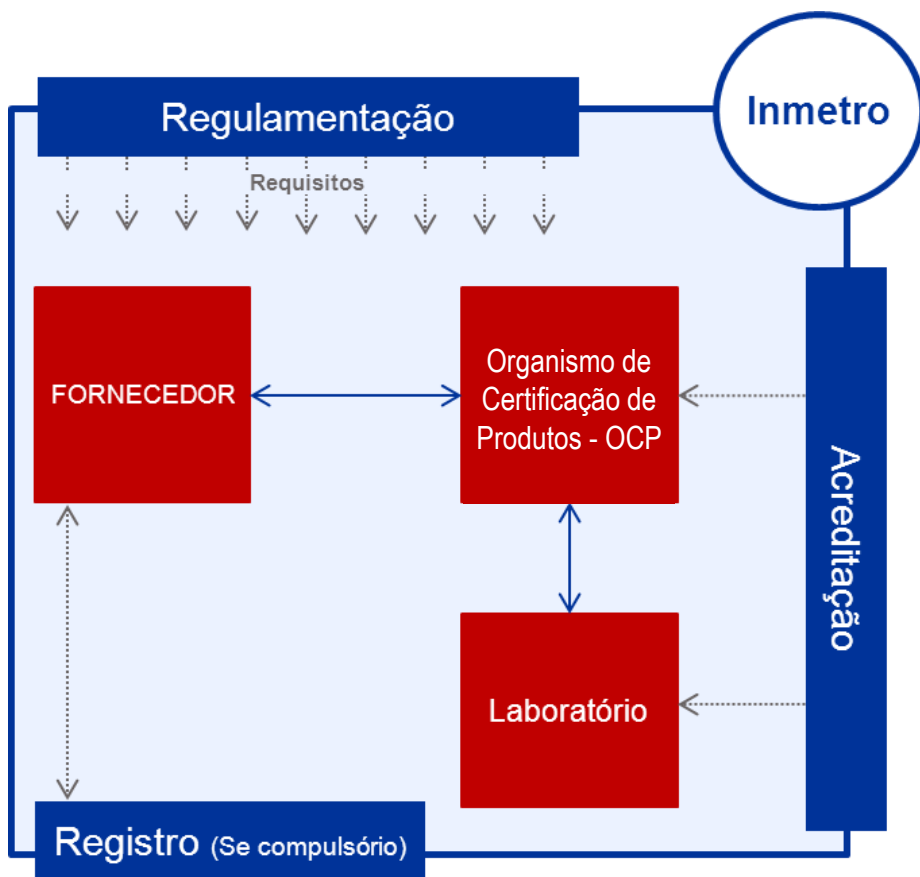 Inmetro
Regulamentação
Requisitos
FORNECEDOR
Organismo de
Certificação de
Produtos - OCP
Acreditação
Laboratório
Registro (Se compulsório)